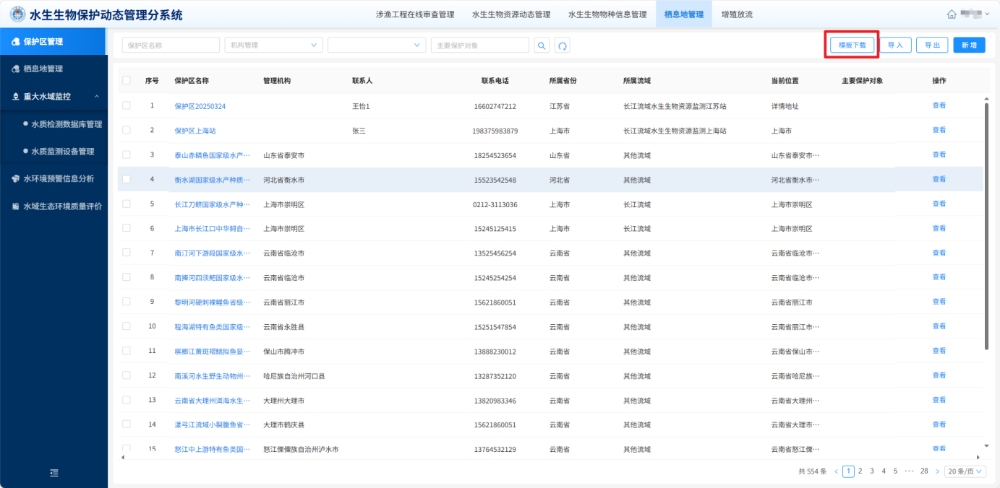 水生生物保护动态管理分系统
涉渔工程在线审查管理 水生生物资源动态管理 水生生物物种信息管理 栖息地管理 增殖放流
保护区管理
栖息地管理
重大水域监控
水质检测数据库管理
水质监测设备管理
水环境预警信息分析
水域生态环境质量评价
保护区名称 机构管理 主要保护对象 模板下载 导入 导出 新增
序号 保护区名称 管理机构 联系人 联系电话 所属省份 所属流域 当前位置 主要保护对象 操作
1 保护区20250324 王怡1 16602747212 江苏省 长江流域水生生物资源监测江苏站 详情地址 查看
2 保护区上海站 张三 198375983879 上海市 长江流域水生生物资源监测上海站 上海市 查看
3 泰山赤鳞鱼国家级水产… 山东省泰安市 18254523654 山东省 其他流域 山东省泰安市… 查看
4 衡水湖国家级水产种质… 河北省衡水市 15523542548 河北省 其他流域 河北省衡水市… 查看
5 长江刀鲚国家级水产种… 上海市崇明区 0212-3113036 上海市 长江流域 上海市崇明区 查看
6 上海市长江口中华鲟自… 上海市崇明区 15245125415 上海市 长江流域 上海市崇明区 查看
7 南汀河下游段国家级水… 云南省临沧市 13525456254 云南省 其他流域 云南省临沧市… 查看
8 南捧河四须鲃国家级水… 云南省临沧市 15245254254 云南省 其他流域 云南省临沧市… 查看
9 黎明河硬刺裸鲤鱼省级… 云南省丽江市 15621860051 云南省 其他流域 云南省丽江市 查看
10 程海湖特有鱼类国家级… 云南省永胜县 15251547854 云南省 其他流域 云南省丽江市… 查看
11 槟榔江黄斑褶鮡拟鱼晏… 保山市腾冲市 13888230012 云南省 其他流域 云南省保山市… 查看
12 南溪河水生野生动物州… 哈尼族自治州河口县 13287352120 云南省 其他流域 云南省哈尼族… 查看
13 云南省大理州洱海水生… 大理州大理市 13820983346 云南省 其他流域 云南省大理州… 查看
14 漾弓江流域小裂腹鱼省… 大理市鹤庆县 15621860051 云南省 其他流域 云南省大理市… 查看
15 怒江中上游特有鱼类国… 怒江傈僳族自治州泸水市 13764532129 云南省 其他流域 云南省怒江傈… 查看
共 554 条 < 1 2 3 4 5 ··· 28 > 20 条/页